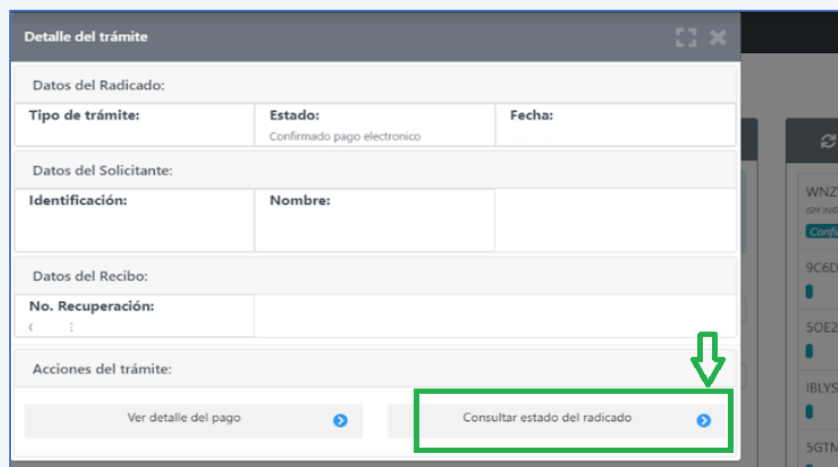 Detalle del trámite
Datos del Radicado:
Tipo de trámite: Estado: Fecha:
Confirmado pago electronico
Datos del Solicitante:
Identificación: Nombre:
Datos del Recibo:
No. Recuperación:
Acciones del trámite:
Ver detalle del pago Consultar estado del radicado
WNZ
Confi
9C6D
5OE2
IBLYS
5GTM